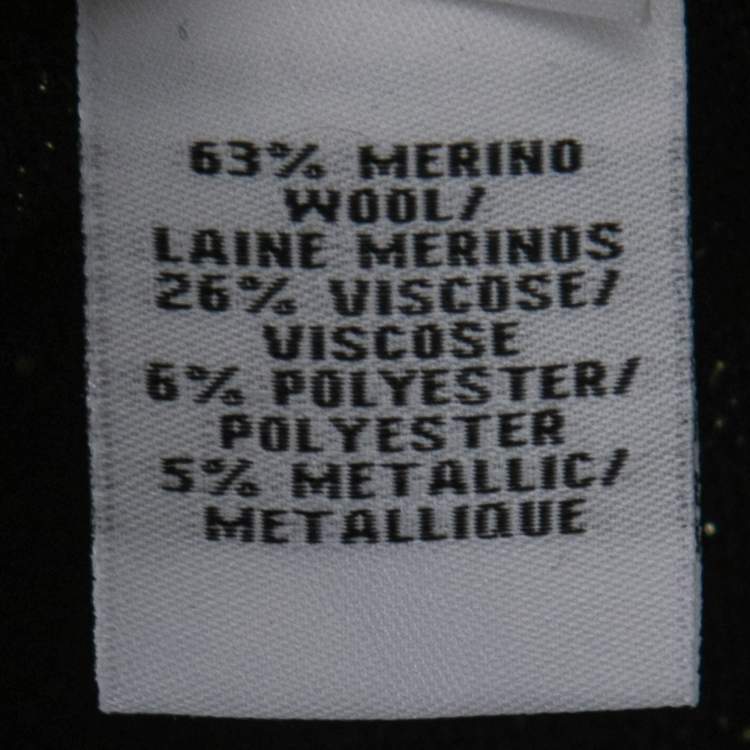 63% MERINO
WOOL/
LAINE MERINOS
26% VISCOSE/
VISCOSE
6% POLYESTER/
POLYESTER
5% METALLIC/
METALLIQUE